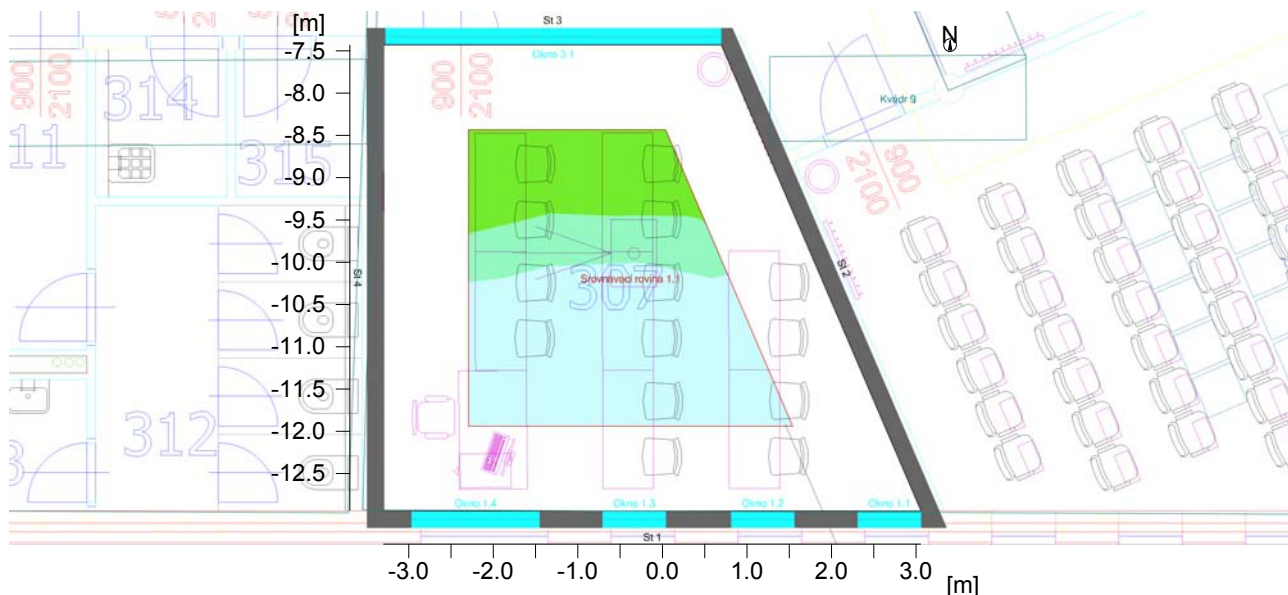 [m]
St 3
N
-7.5
Okno 3.1
900
2100
900
2100
-8.0
314
Kvádr 9
11
-8.5
315
-9.0
900
2100
-9.5
-10.0
St 4
307
Srovnávací rovina 1.1
St 2
-10.5
-11.0
-11.5
312
-12.0
3
-12.5
Okno 1.4
Okno 1.3
Okno 1.2
Okno 1.1
St 1
-3.0
-2.0
-1.0
0.0
1.0
2.0
3.0
[m]